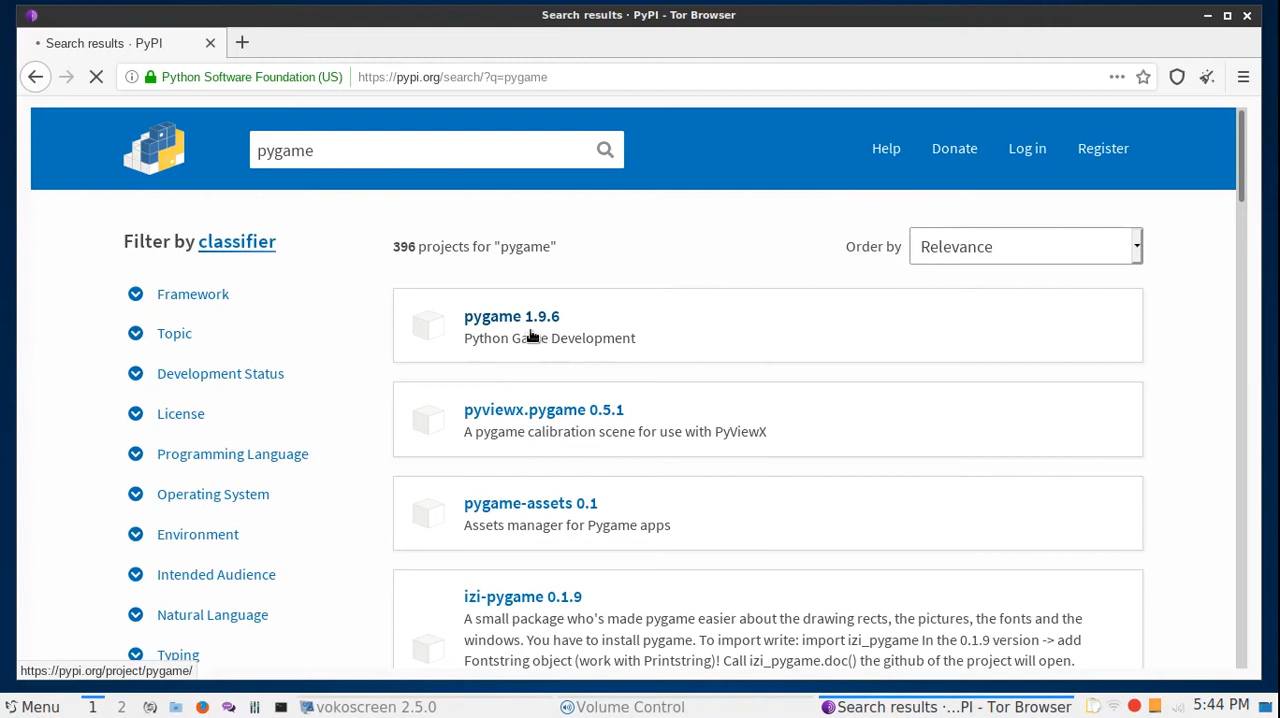 Search results · PyPI - Tor Browser
Search results · PyPI
Python Software Foundation (US)
https://pypi.org/search/?q=pygame
pygame
Help
Donate
Log in
Register
Filter by classifier
396 projects for "pygame"
Order by
Relevance
Framework
Topic
Development Status
License
Programming Language
Operating System
Environment
Intended Audience
Natural Language
Typing
pygame 1.9.6
Python Game Development
pyviewx.pygame 0.5.1
A pygame calibration scene for use with PyViewX
pygame-assets 0.1
Assets manager for Pygame apps
izi-pygame 0.1.9
A small package who's made pygame easier about the drawing rects, the pictures, the fonts and the
windows. You have to install pygame. To import write: import izi_pygame In the 0.1.9 version -> add
Fontstring object (work with Printstring)! Call izi_pygame.doc() the github of the project will open.
https://pypi.org/project/pygame/
Menu
1
2
vokoscreen 2.5.0
Volume Control
Search results ·...PI - Tor Browser
5:44 PM